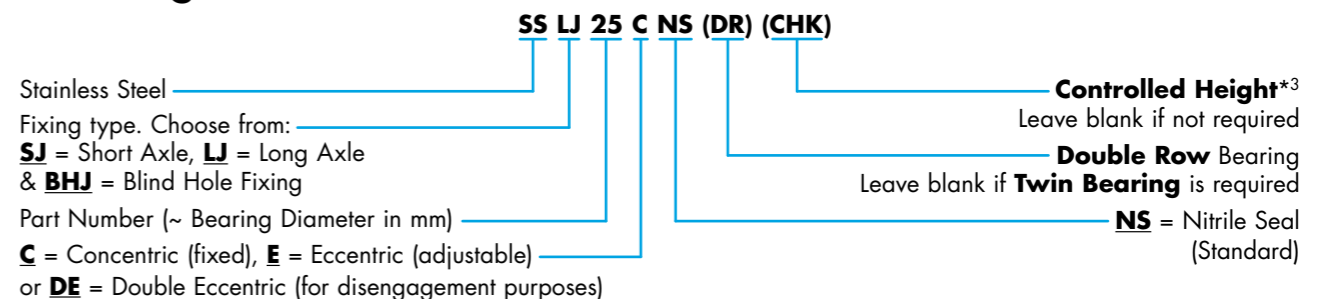 SS LJ 25 C NS (DR) (CHK)
Stainless Steel
Fixing type. Choose from:
SJ = Short Axle, LJ = Long Axle
& BHJ = Blind Hole Fixing
Part Number (~ Bearing Diameter in mm)
C = Concentric (fixed), E = Eccentric (adjustable)
or DE = Double Eccentric (for disengagement purposes)
Controlled Height*3
Leave blank if not required
Double Row Bearing
Leave blank if Twin Bearing is required
NS = Nitrile Seal
(Standard)